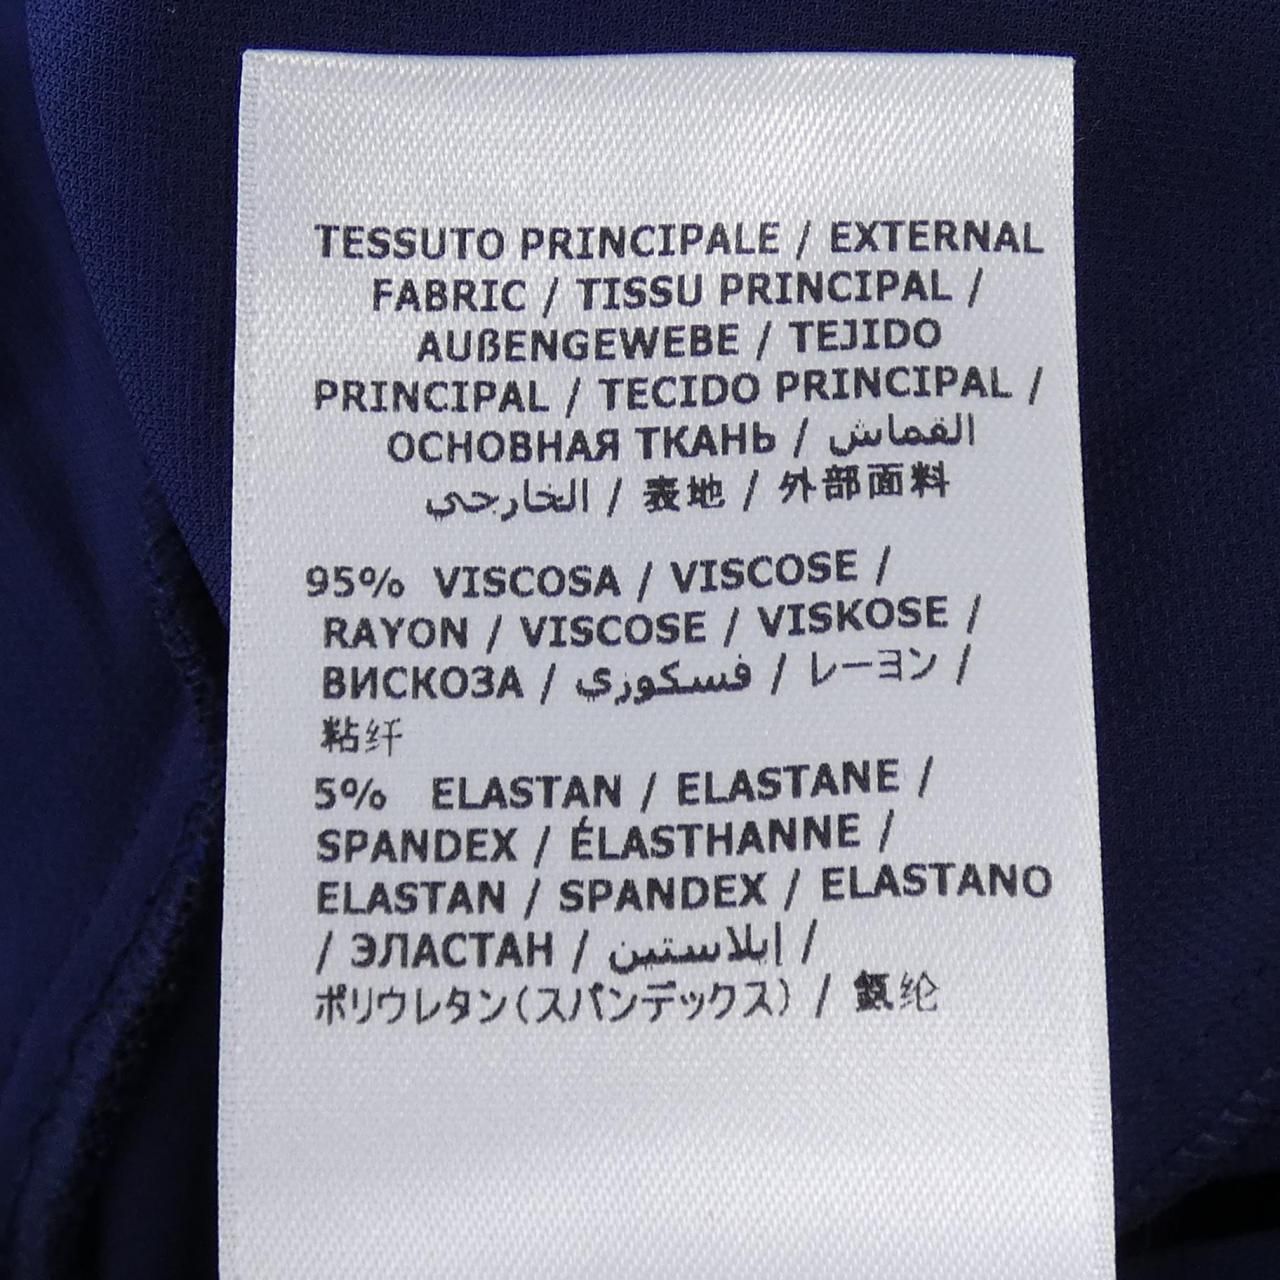 TESSUTO PRINCIPALE / EXTERNAL
FABRIC / TISSU PRINCIPAL /
AUßENGEWEBE / TEJIDO
PRINCIPAL / TECIDO PRINCIPAL /
ОСНОВНАЯ ТКАНЬ / القماش
الخارجي / 表地 / 外部面料
95% VISCOSA / VISCOSE /
RAYON / VISCOSE / VISKOSE /
ВИСКОЗА / فسكوزي / レーヨン /
粘纤
5% ELASTAN / ELASTANE /
SPANDEX / ÉLASTHANNE /
ELASTAN / SPANDEX / ELASTANO
/ ЭЛАСТАН / إيلاستين /
ポリウレタン(スパンデックス) / 氨纶